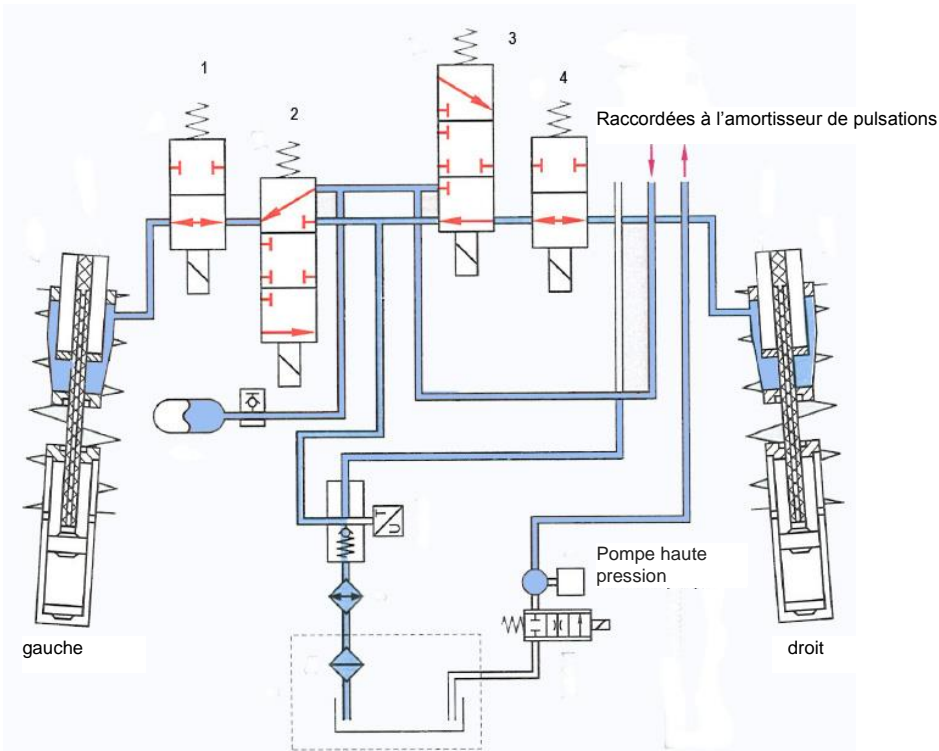 1
2
3
4
Raccordées à l'amortisseur de pulsations
Pompe haute
pression
gauche
droit